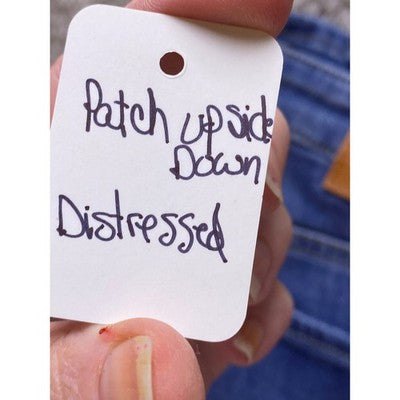 Patch upside
Down
Distressed